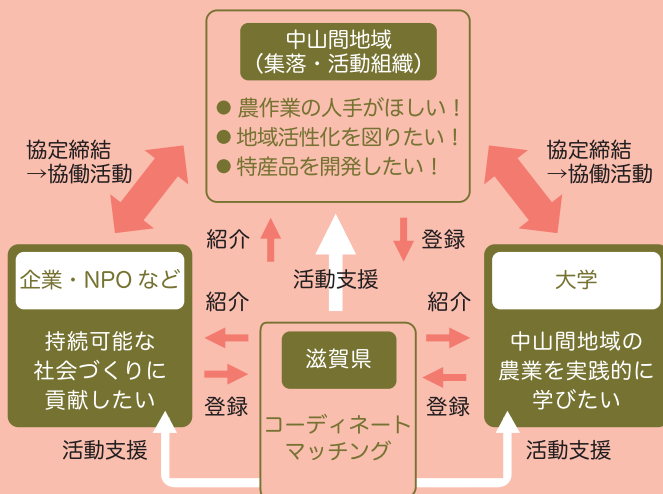 中山間地域
（集落・活動組織）
● 農作業の人手がほしい！
● 地域活性化を図りたい！
● 特産品を開発したい！
協定締結
→協働活動
協定締結
→協働活動
紹介
登録
活動支援
企業・NPO など
持続可能な
社会づくりに
貢献したい
大学
中山間地域の
農業を実践的に
学びたい
紹介
登録
紹介
登録
滋賀県
コーディネート
マッチング
活動支援
活動支援